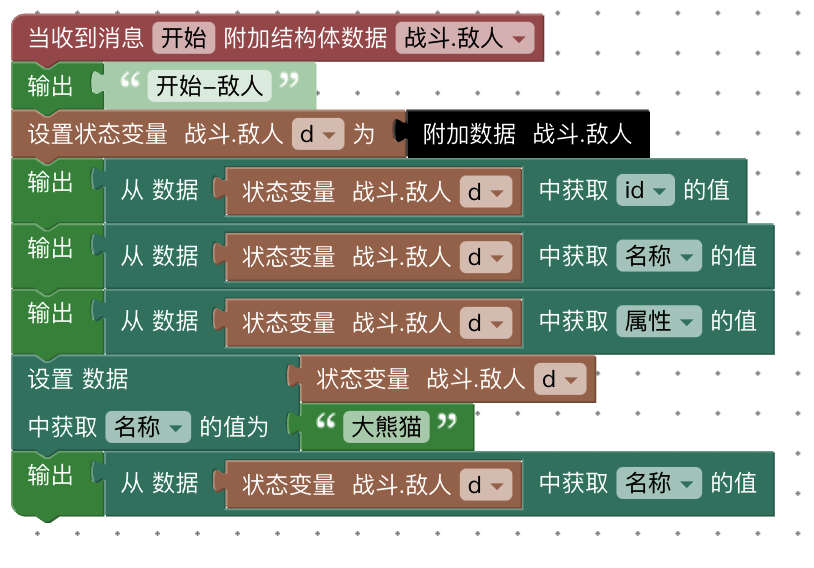 当收到消息 开始 附加结构体数据 战斗.敌人
输出 “ 开始-敌人 ”
设置状态变量 战斗.敌人 d 为 附加数据 战斗.敌人
输出 从 数据 状态变量 战斗.敌人 d 中获取 id 的值
输出 从 数据 状态变量 战斗.敌人 d 中获取 名称 的值
输出 从 数据 状态变量 战斗.敌人 d 中获取 属性 的值
设置 数据 状态变量 战斗.敌人 d
中获取 名称 的值为 “ 大熊猫 ”
输出 从 数据 状态变量 战斗.敌人 d 中获取 名称 的值